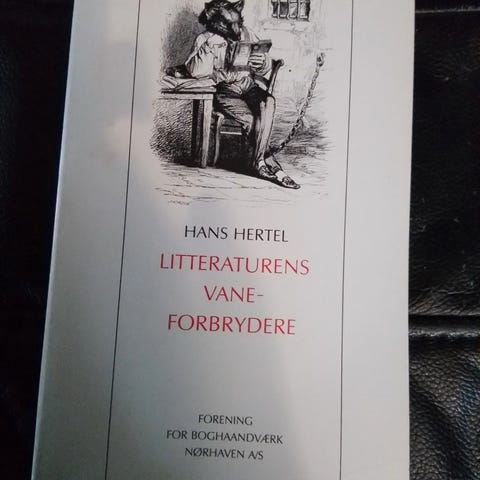 HANS HERTEL
LITTERATURENS
VANE-
FORBRYDERE
FORENING
FOR BOGHAANDVÆRK
NØRHAVEN A/S